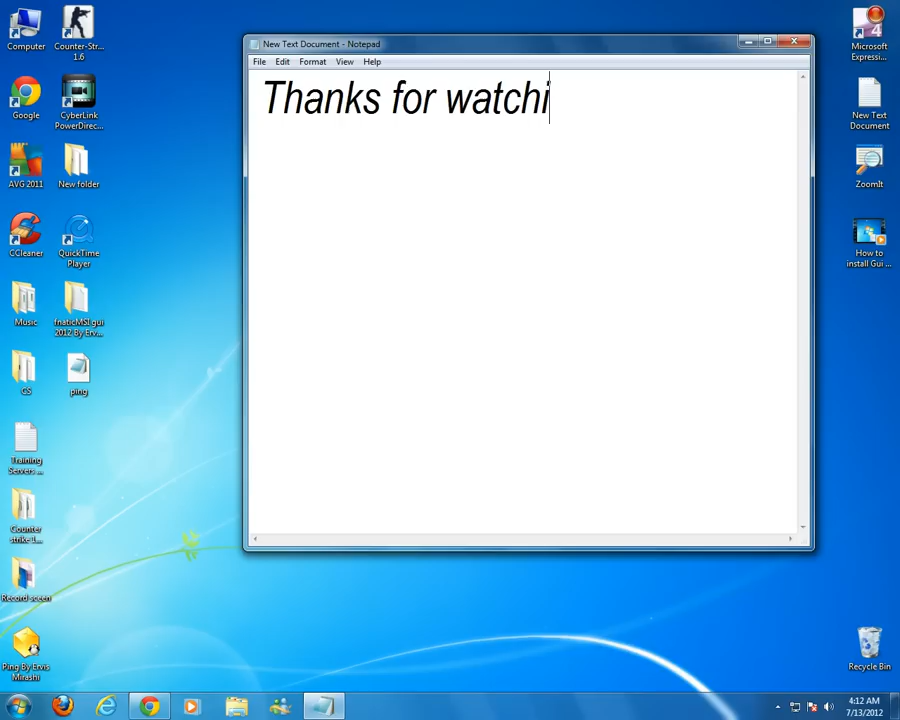 New Text Document - Notepad
File Edit Format View Help
Thanks for watchi
Computer
Counter-Str...
1.6
Google
CyberLink
PowerDirec...
AVG 2011
New folder
CCleaner
QuickTime
Player
Music
fnaticMSI gui
2012 By Erv...
CS
ping
Training
Servers ...
Counter
strike 1....
Record sceen
Ping By Ervis
Mirashi
4
Microsoft
Expressi...
New Text
Document
ZoomIt
How to
install Gui ...
Recycle Bin
4:12 AM
7/13/2012